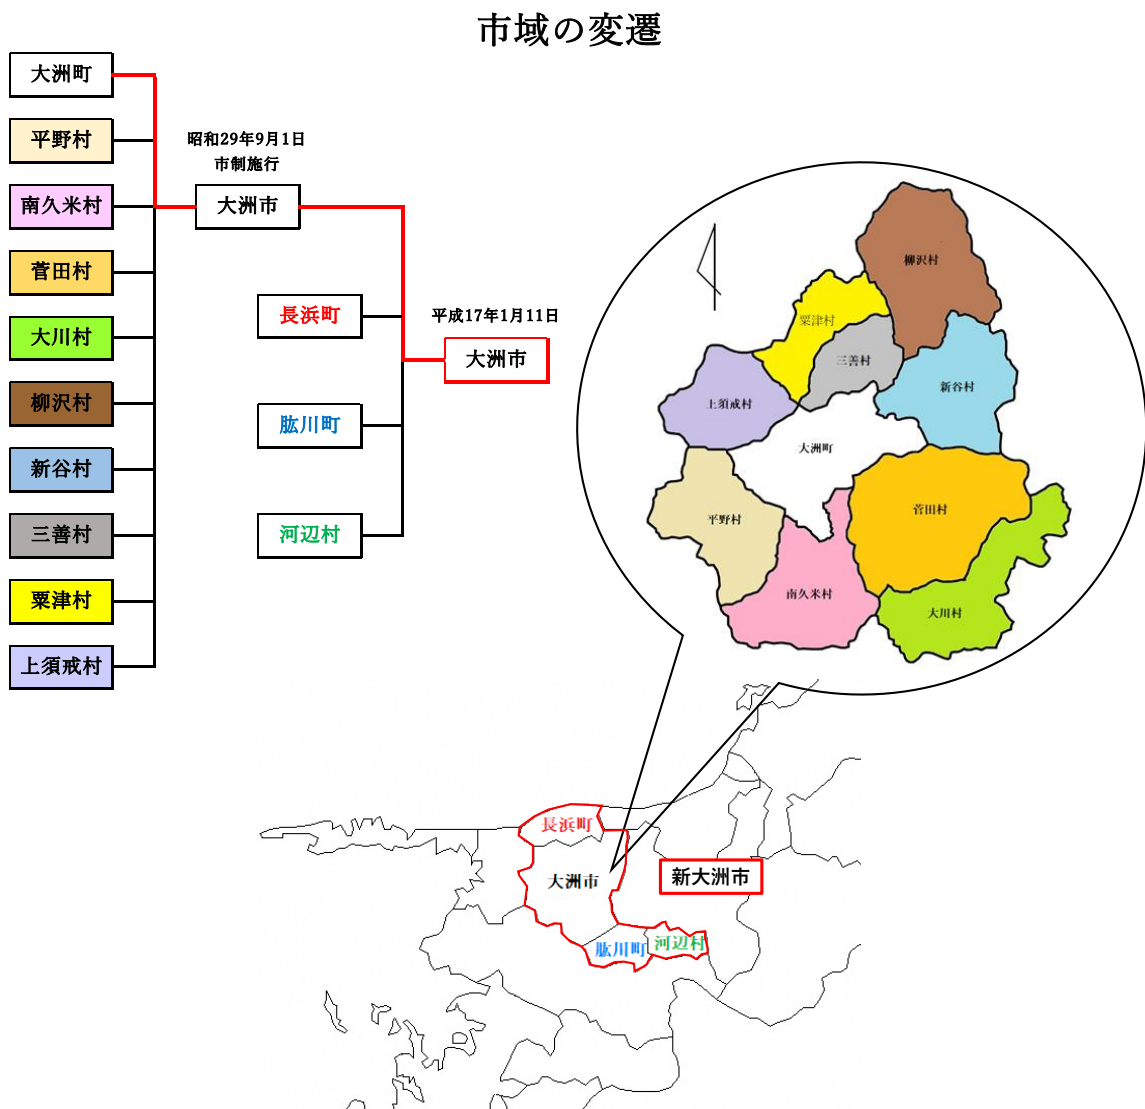 市域の変遷
大洲町
平野村
南久米村
菅田村
大川村
柳沢村
新谷村
三善村
粟津村
上須戒村
昭和29年9月1日
市制施行
大洲市
長浜町
肱川町
河辺村
平成17年1月11日
大洲市
柳沢村
粟津村
三善村
新谷村
上須戒村
大洲町
菅田村
平野村
南久米村
大川村
長浜町
大洲市
新大洲市
肱川町
河辺村